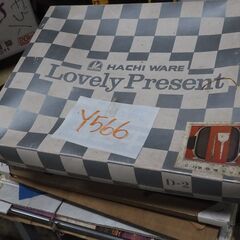 HACHI WARE
Lovely Present
Y566
D-2